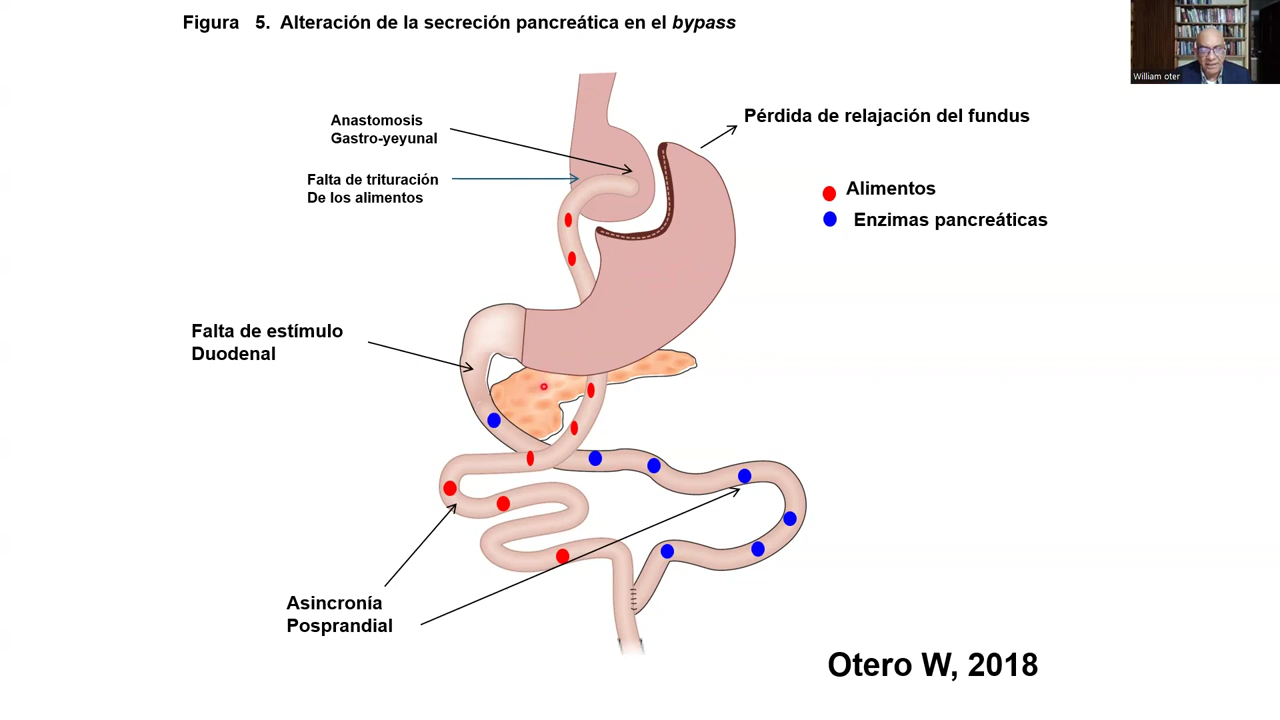 Figura 5. Alteración de la secreción pancreática en el bypass
William oter
Anastomosis
Gastro-yeyunal
Pérdida de relajación del fundus
Falta de trituración
De los alimentos
Alimentos
Enzimas pancreáticas
Falta de estímulo
Duodenal
Asincronía
Posprandial
Otero W, 2018